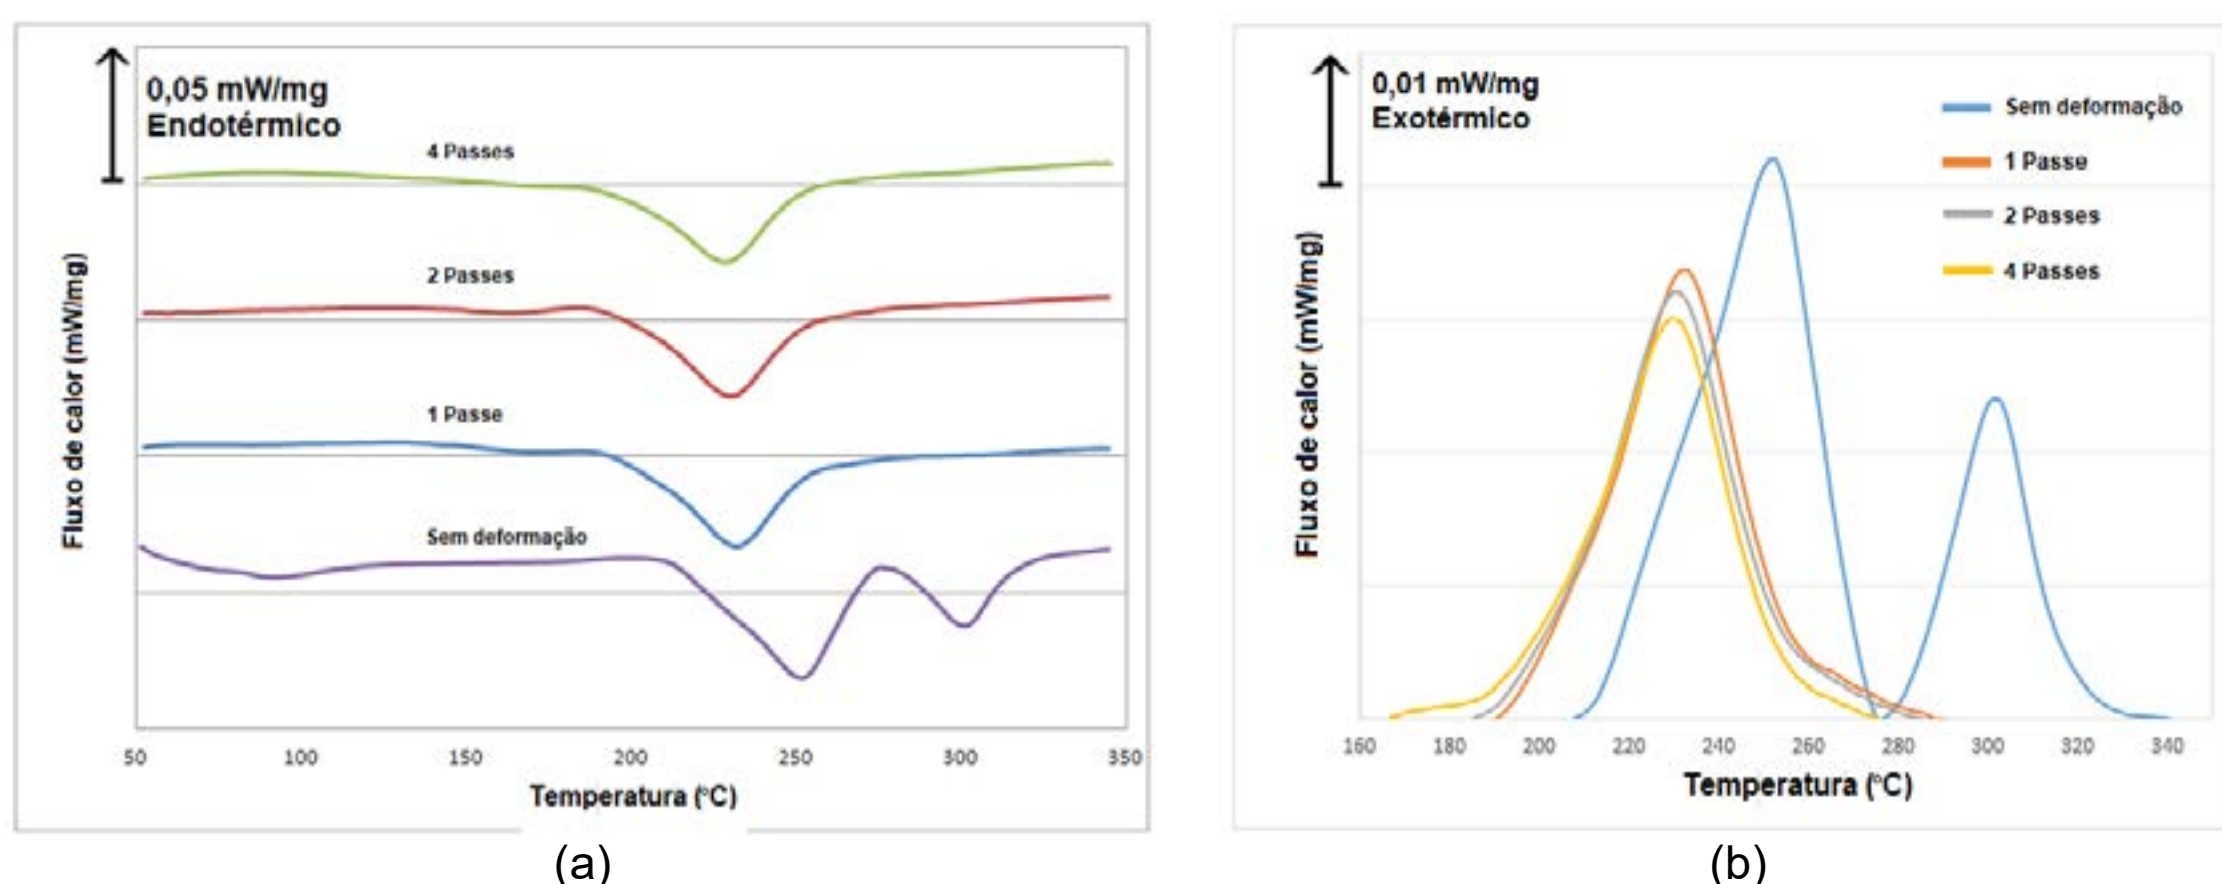 0,05 mW/mg
Endotérmico
4 Passes
2 Passes
1 Passe
Sem deformação
Fluxo de calor (mW/mg)
50 100 150 200 250 300 350
Temperatura (°C)
(a)
0,01 mW/mg
Exotérmico
Sem deformação
1 Passe
2 Passes
4 Passes
Fluxo de calor (mW/mg)
160 180 200 220 240 260 280 300 320 340
Temperatura (°C)
(b)